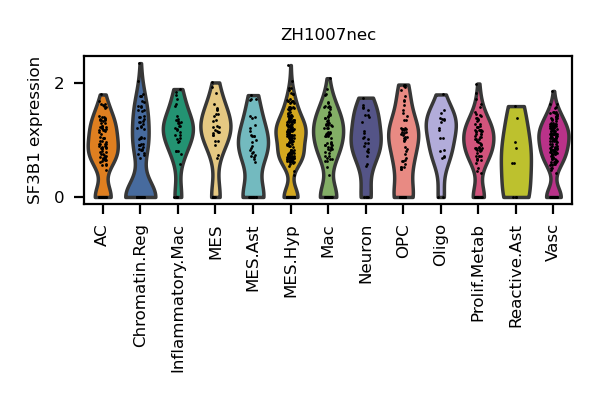 ZH1007nec
SF3B1 expression
2
0
AC
Chromatin.Reg
Inflammatory.Mac
MES
MES.Ast
MES.Hyp
Mac
Neuron
OPC
Oligo
Prolif.Metab
Reactive.Ast
Vasc